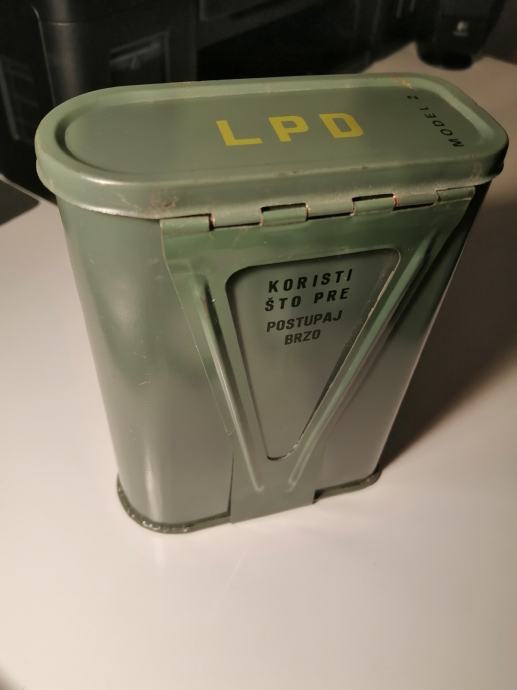 LPD
MODEL 2
KORISTI
ŠTO PRE
POSTUPAJ
BRZO